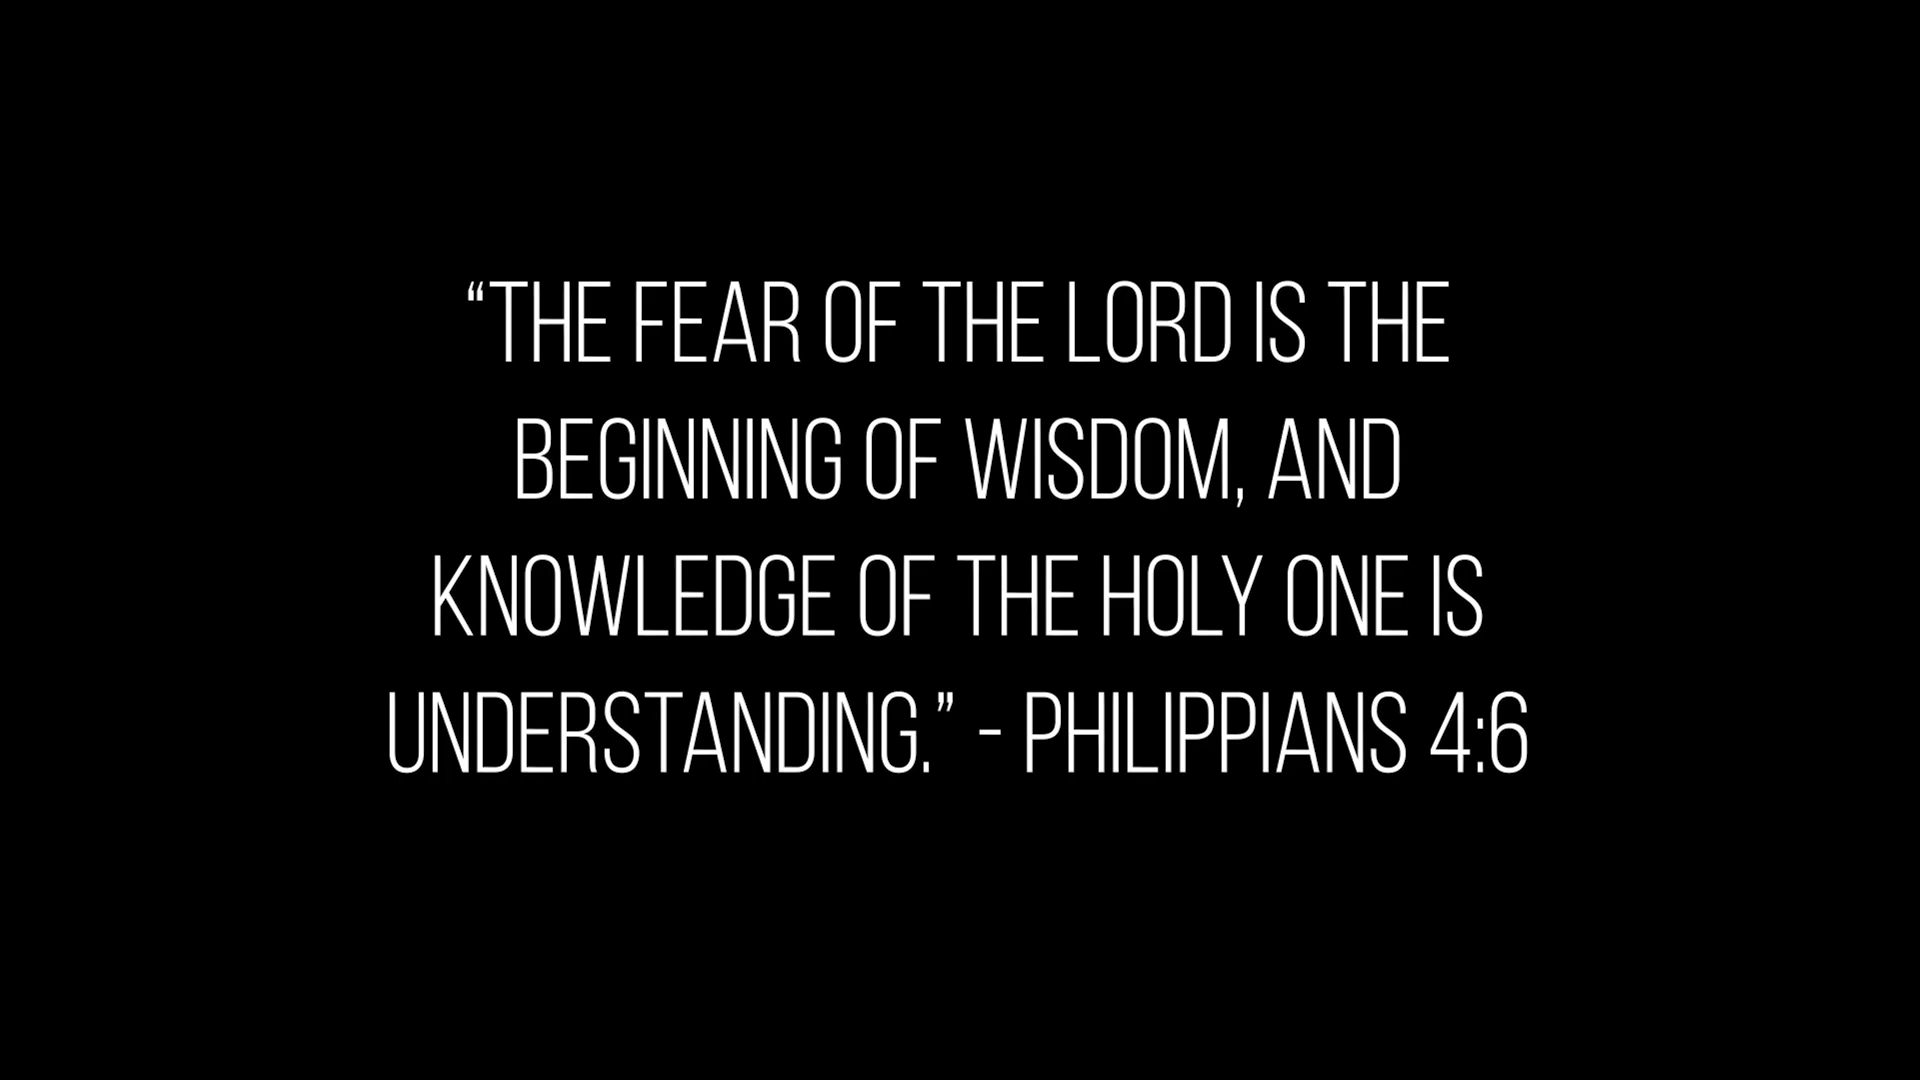 “THE FEAR OF THE LORD IS THE
BEGINNING OF WISDOM, AND
KNOWLEDGE OF THE HOLY ONE IS
UNDERSTANDING.” - PHILIPPIANS 4:6